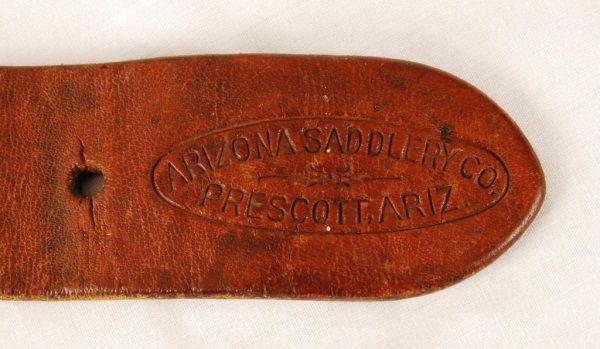 ARIZONA SADDLERY CO.
PRESCOTT, ARIZ.